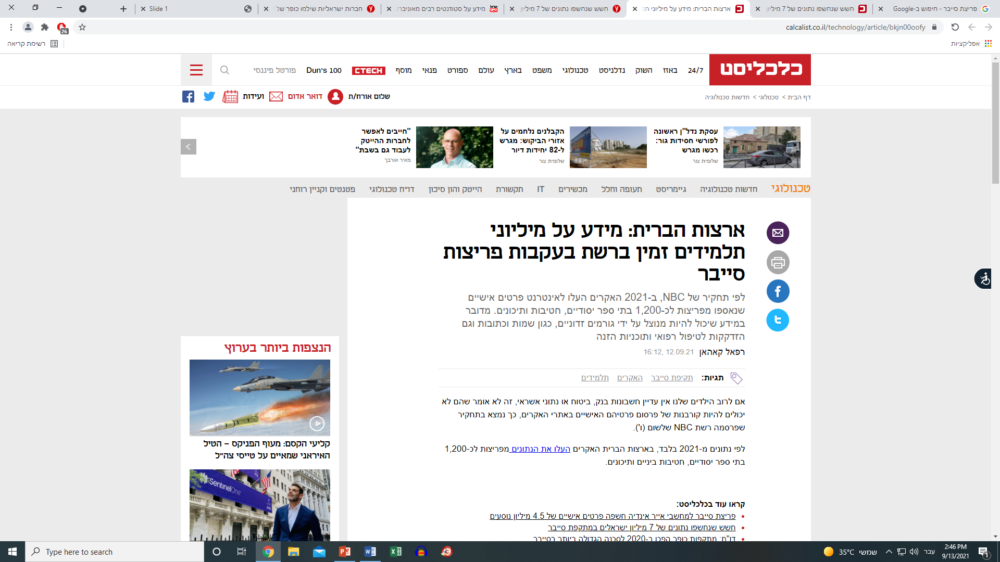 פריצת סייבר - חיפוש ב-Google
חשש שנחשפו נתונים של 7 מיליון
ארצות הברית: מידע על מיליוני תל
חשש שנחשפו נתונים של 7 מיליון
מידע על סטודנטים רבים מאוניברס
חברות ישראליות שילמו כופר של
Slide 1
calcalist.co.il/technology/article/bkjn00oofy
26
אפליקציות
רשימת קריאה
כלכליסט
24/7 באזז השוק נדלניסט טכנולוגי משפט בארץ עולם ספורט פנאי מוסף CTECH Dun's 100 פורטל פיננסי
דף הבית > טכנולוגי > חדשות טכנולוגיה
שלום אורח/ת דואר אדום ועידות
עסקת נדל"ן ראשונה
לפורשי חסידות גור:
רכשו מגרש
שלומית צור
הקבלנים נלחמים על
אזורי הביקוש: מגרש
ל-82 יחידות דיור
שלומית צור
"חייבים לאפשר
לחברות ההייטק
לעבוד גם בשבת"
מאיר אורבך
טכנולוגי חדשות טכנולוגיה גיימריסט תעופה וחלל מכשירים IT תקשורת הייטק והון סיכון דו"ח טכנולוגי פטנטים וקניין רוחני
ארצות הברית: מידע על מיליוני
תלמידים זמין ברשת בעקבות פריצות
סייבר
לפי תחקיר של NBC, ב-2021 האקרים העלו לאינטרנט פרטים אישיים
שנאספו מפריצות לכ-1,200 בתי ספר יסודיים, חטיבות ותיכונים. מדובר
במידע שיכול להיות מנוצל על ידי גורמים זדוניים, כגון שמות וכתובות וגם
הזדקקות לטיפול רפואי ותוכניות הזנה
רפאל קאהאן 16:12, 12.09.21
תגיות: תקיפת סייבר האקרים תלמידים
אם לרוב הילדים שלנו אין עדיין חשבונות בנק, ביטוח או נתוני אשראי, זה לא אומר שהם לא
יכולים להיות קורבנות של פרסום פרטיהם האישיים באתרי האקרים, כך נמצא בתחקיר
שפרסמה רשת NBC שלשום (ו').
לפי נתונים מ-2021 בלבד, בארצות הברית האקרים העלו את הנתונים מפריצות לכ-1,200
בתי ספר יסודיים, חטיבות ביניים ותיכונים.
קראו עוד בכלכליסט:
פריצת סייבר למחשבי אייר אינדיה חשפה פרטים אישיים של 4.5 מיליון נוסעים
חשש שנחשפו נתונים של 7 מיליון ישראלים במתקפת סייבר
דו"ח: מתקפות כופר הפכו ב-2020 לסכנה הגדולה ביותר בסייבר
הנצפות ביותר בערוץ
קליעי הקסם: מעוף הפניקס – הטיל
האיראני שמאיים על טייסי צה"ל
SentinelOne
Type here to search
35°C שמשי
עבר
2:46 PM
9/13/2021
1